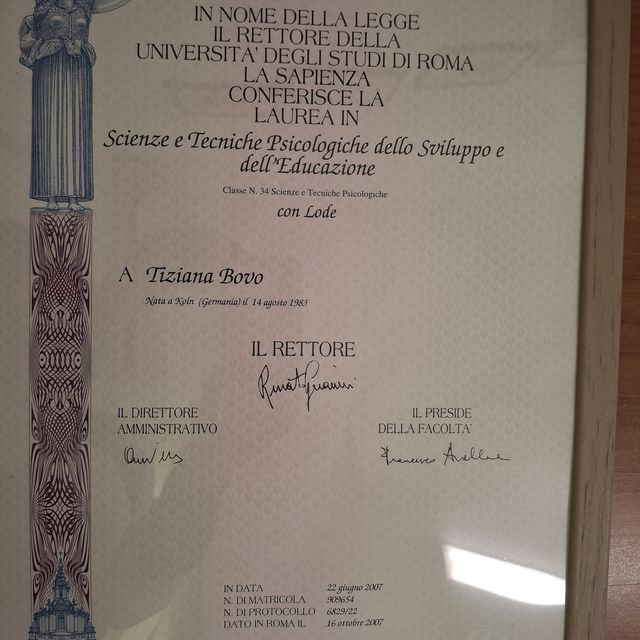 IN NOME DELLA LEGGE
IL RETTORE DELLA
UNIVERSITA' DEGLI STUDI DI ROMA
LA SAPIENZA
CONFERISCE LA
LAUREA IN
Scienze e Tecniche Psicologiche dello Sviluppo e
dell'Educazione
Classe N. 34 Scienze e Tecniche Psicologiche
con Lode
A Tiziana Bovo
Nata a Koln (Germania) il 14 agosto 1983
IL RETTORE
IL DIRETTORE
AMMINISTRATIVO
IL PRESIDE
DELLA FACOLTA'
Francesco
IN DATA 22 giugno 2007
N. DI MATRICOLA 909654
N. DI PROTOCOLLO 6829/22
DATO IN ROMA IL 16 ottobre 2007